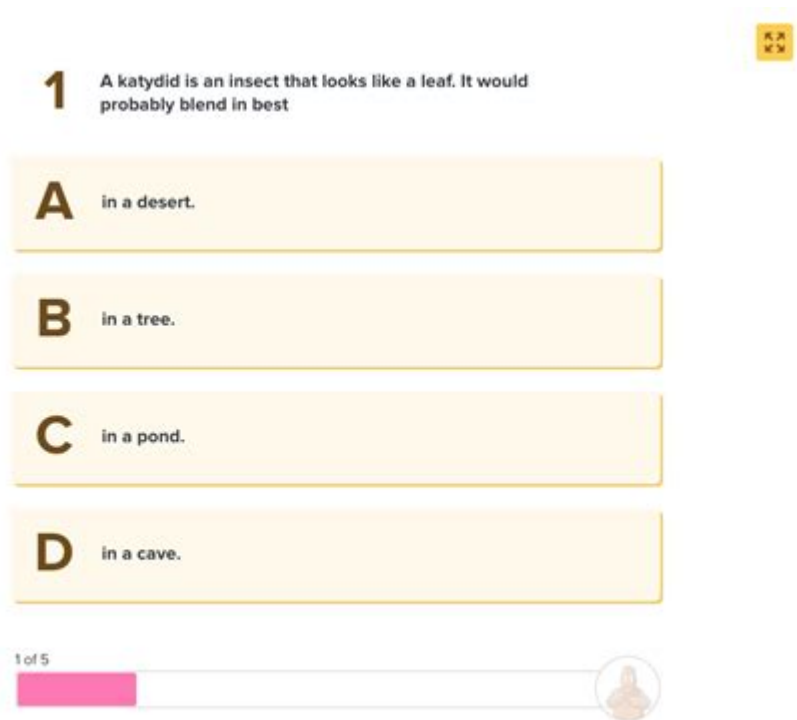 1
A katydid is an insect that looks like a leaf. It would
probably blend in best
A in a desert.
B in a tree.
C in a pond.
D in a cave.
1 of 5